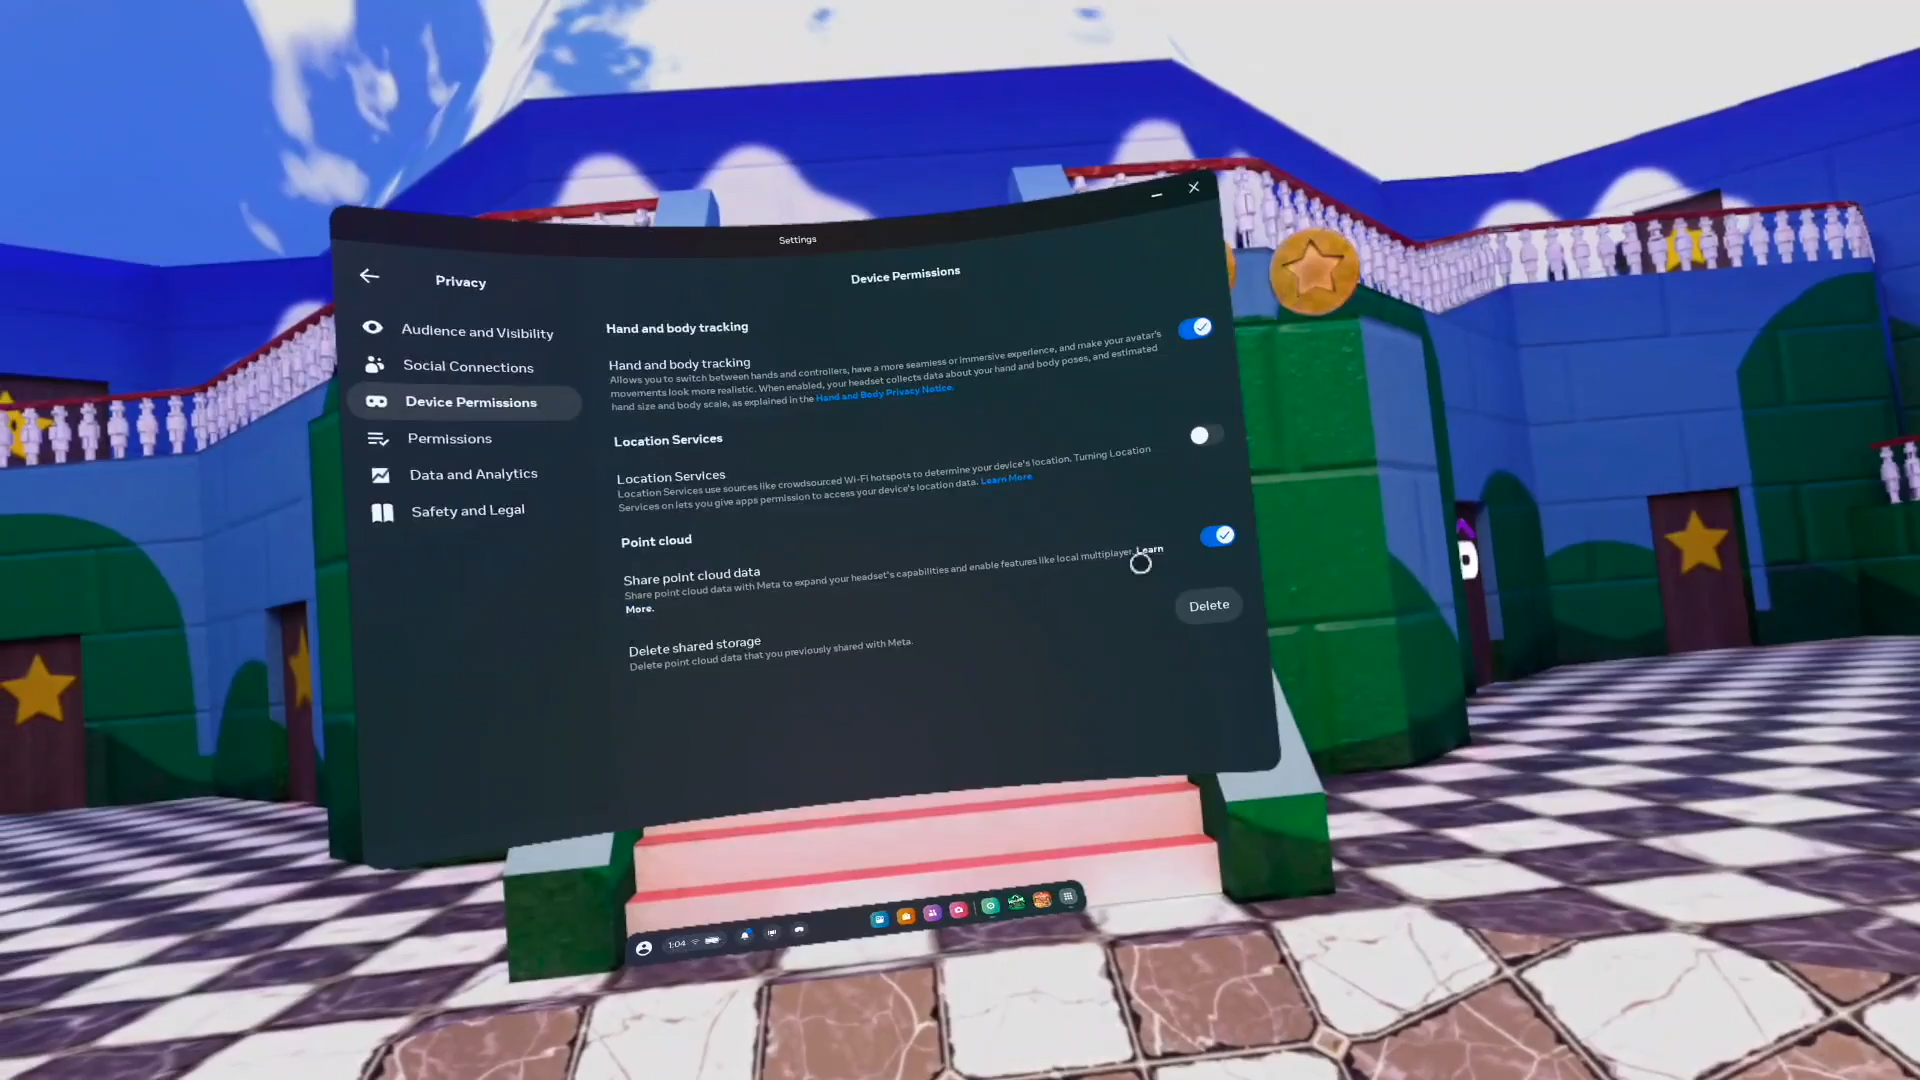 Settings
Privacy
Audience and Visibility
Social Connections
Device Permissions
Permissions
Data and Analytics
Safety and Legal
Device Permissions
Hand and body tracking
Hand and body tracking
Allows you to switch between hands and controllers, have a more seamless or immersive experience, and make your avatar's
movements look more realistic. When enabled, your headset collects data about your hand and body poses, and estimated
hand size and body scale, as explained in the Hand and Body Privacy Notice.
Location Services
Location Services
Location Services use sources like crowdsourced Wi-Fi hotspots to determine your device's location. Turning Location
Services on lets you give apps permission to access your device's location data. Learn More
Point cloud
Share point cloud data
Share point cloud data with Meta to expand your headset's capabilities and enable features like local multiplayer. Learn
More.
Delete shared storage
Delete point cloud data that you previously shared with Meta.
Delete
1:04